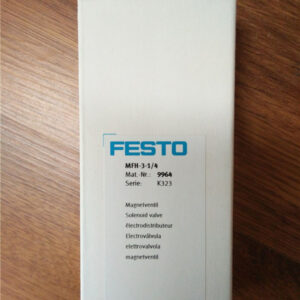 FESTO
MFH-3-1/4
Mat.-Nr.: 9964
Serie: K323
Magnetventil
Solenoid valve
électrodistributeur
Electroválvula
elettrovalvola
magnetventil